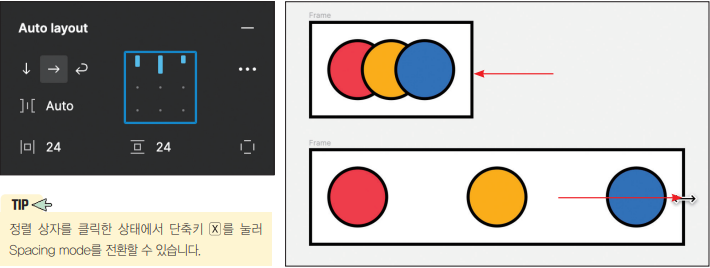 Auto layout
Auto
24
24
TIP
정렬 상자를 클릭한 상태에서 단축키 X를 눌러
Spacing mode를 전환할 수 있습니다.
Frame
Frame